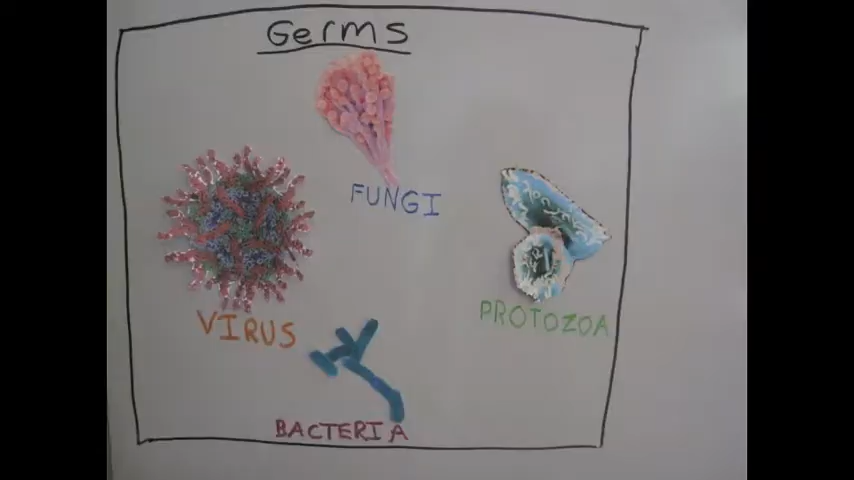 Germs
FUNGI
VIRUS
PROTOZOA
BACTERIA